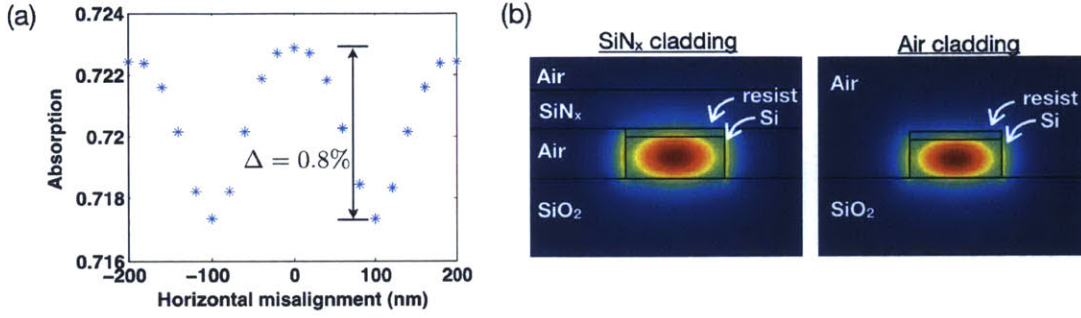 (a)
0.724
0.722
0.72
0.718
0.716
Absorption
Δ = 0.8%
−200
−100
0
100
200
Horizontal misalignment (nm)
(b)
SiNₓ cladding
Air
SiNₓ
resist
Si
Air
SiO₂
Air cladding
Air
resist
Si
SiO₂